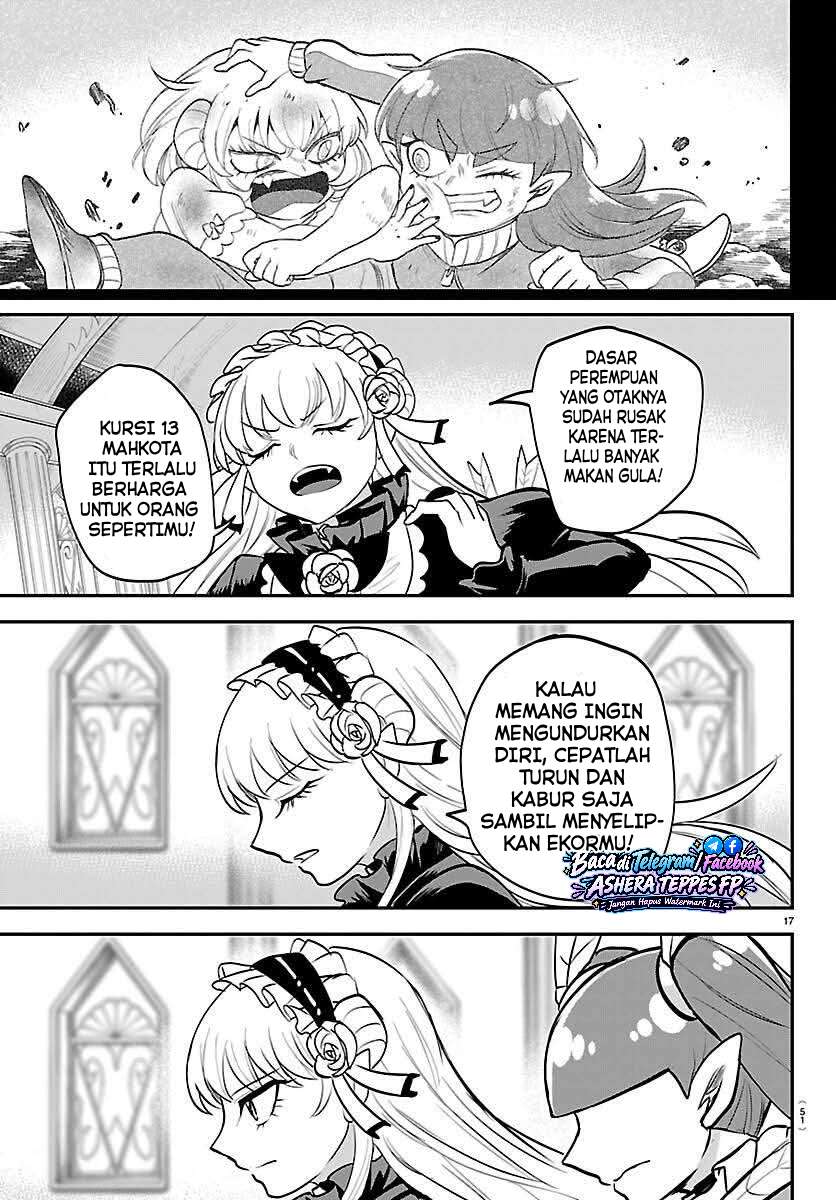 DASAR
PEREMPUAN
YANG OTAKNYA
SUDAH RUSAK
KARENA TER-
LALU BANYAK
MAKAN GULA!
KURSI 13
MAHKOTA
ITU TERLALU
BERHARGA
UNTUK ORANG
SEPERTIMU!
KALAU
MEMANG INGIN
MENGUNDURKAN
DIRI, CEPATLAH
TURUN DAN
KABUR SAJA
SAMBIL MENYELIP-
KAN EKORMU!
Baca di Telegram/Facebook
ASHERA TEPPES FP
Jangan Hapus Watermark Ini
17
(51)